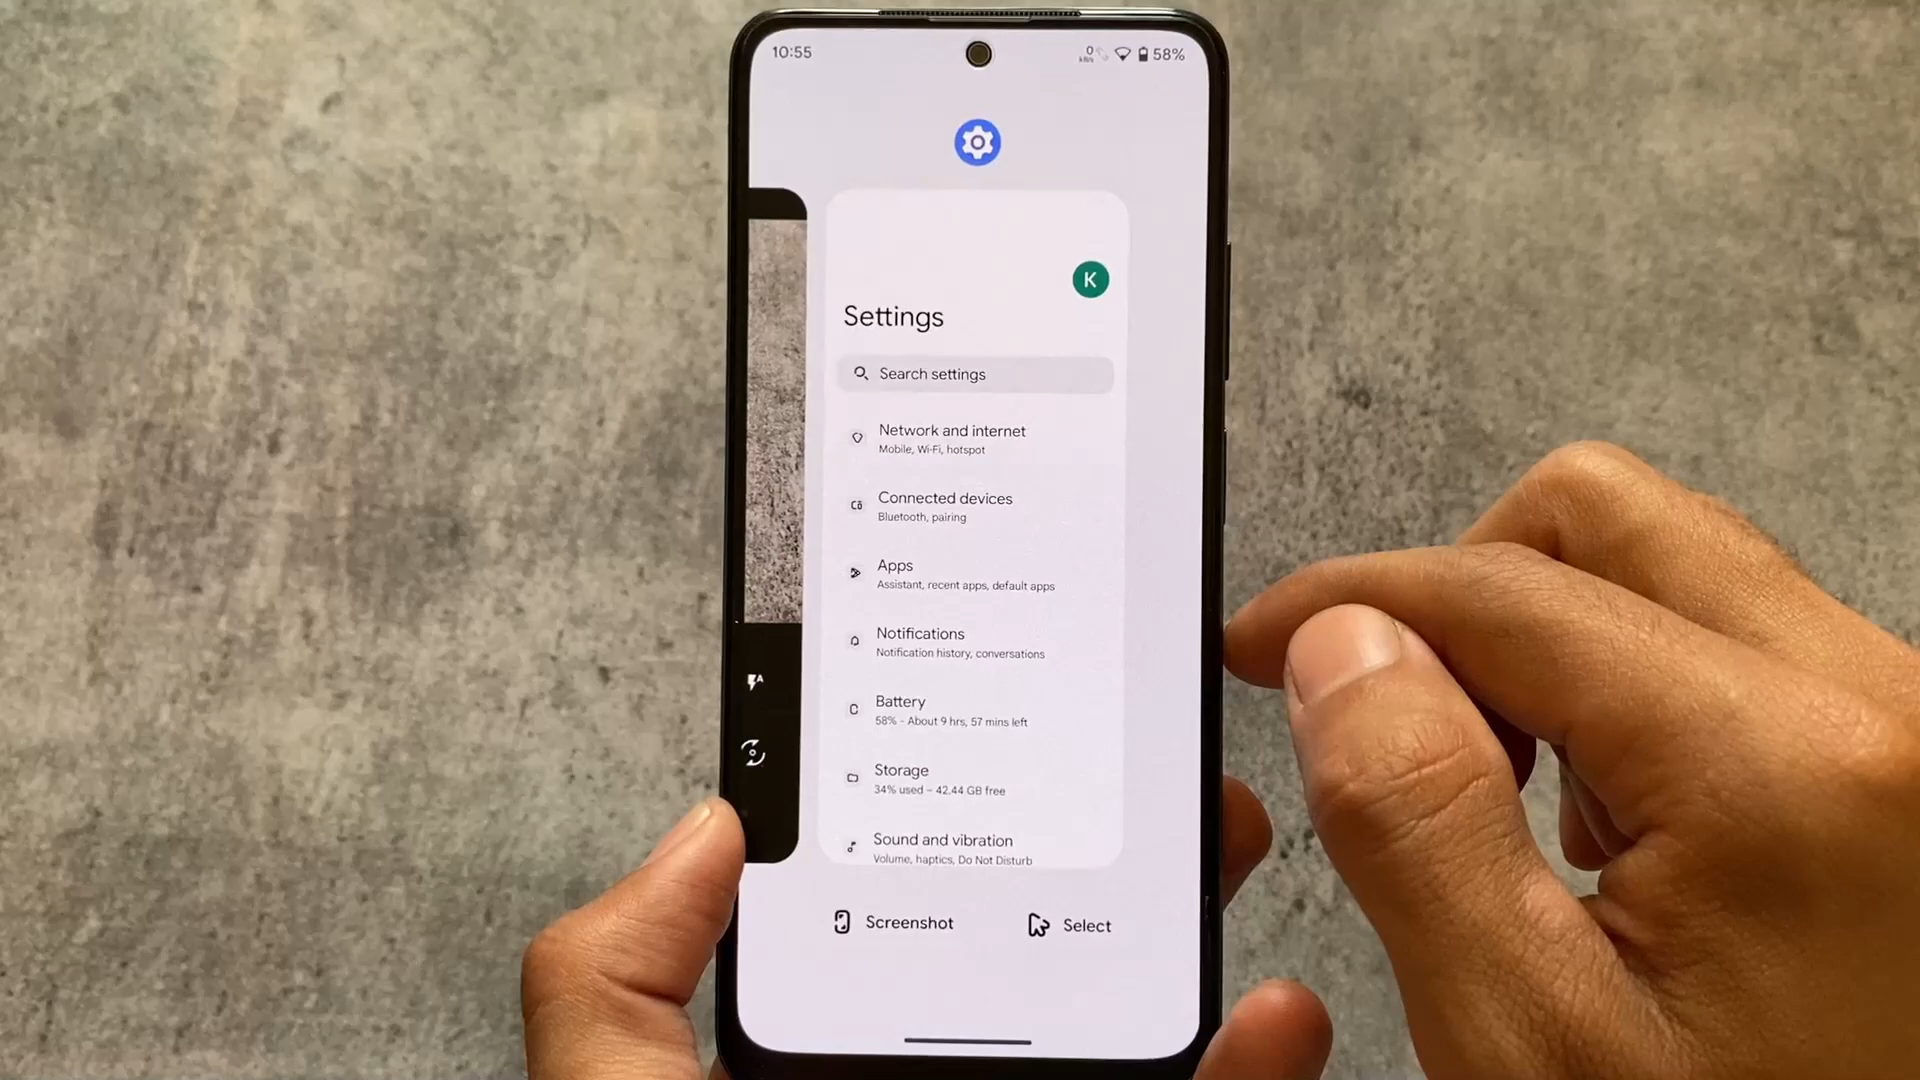 10:55
0
kB/s
58%
K
Settings
Search settings
Network and internet
Mobile, Wi-Fi, hotspot
Connected devices
Bluetooth, pairing
Apps
Assistant, recent apps, default apps
Notifications
Notification history, conversations
Battery
58% - About 9 hrs, 57 mins left
Storage
34% used – 42.44 GB free
Sound and vibration
Volume, haptics, Do Not Disturb
A
Screenshot
Select